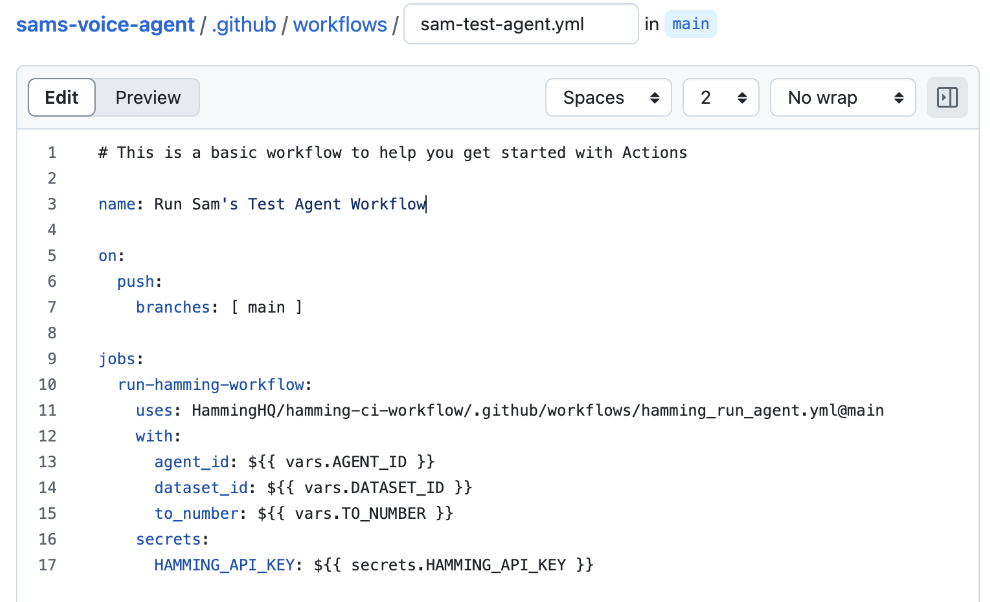 sams-voice-agent / .github / workflows / sam-test-agent.yml in main
Edit Preview Spaces 2 No wrap
1 # This is a basic workflow to help you get started with Actions
2
3 name: Run Sam's Test Agent Workflow
4
5 on:
6   push:
7     branches: [ main ]
8
9 jobs:
10   run-hamming-workflow:
11     uses: HammingHQ/hamming-ci-workflow/.github/workflows/hamming_run_agent.yml@main
12     with:
13       agent_id: ${{ vars.AGENT_ID }}
14       dataset_id: ${{ vars.DATASET_ID }}
15       to_number: ${{ vars.TO_NUMBER }}
16     secrets:
17       HAMMING_API_KEY: ${{ secrets.HAMMING_API_KEY }}